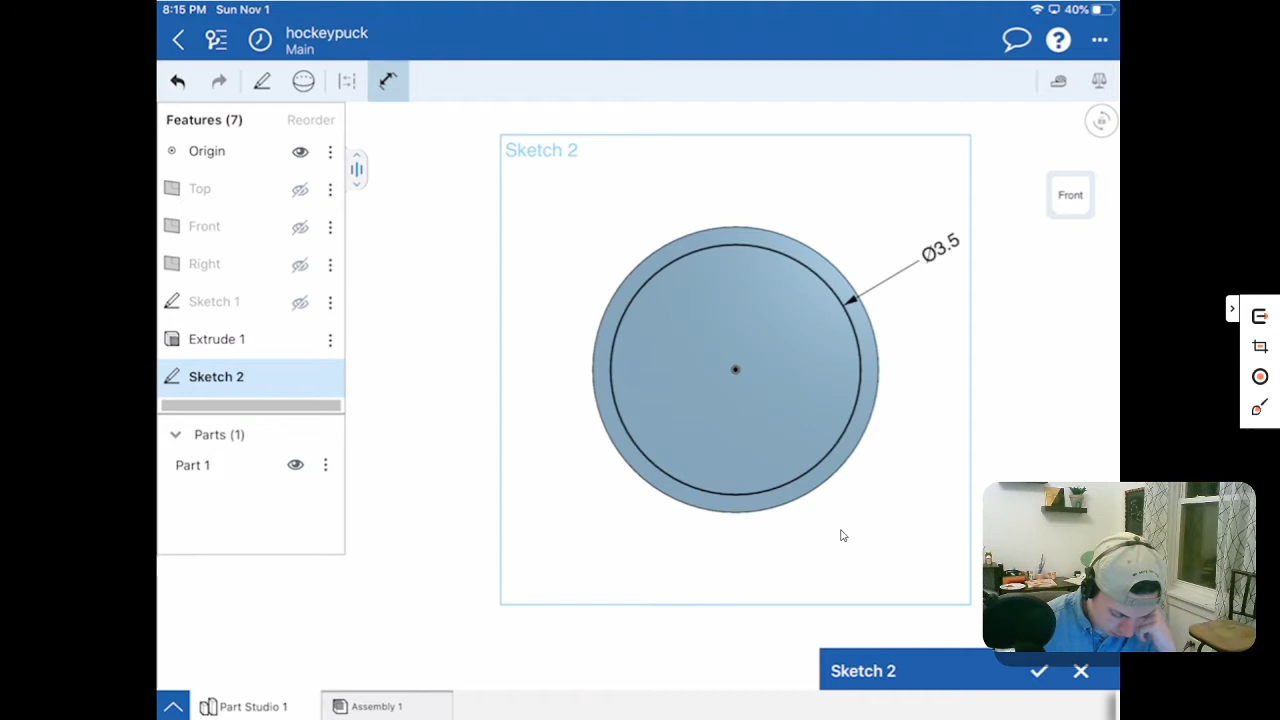 8:15 PM Sun Nov 1
40%
hockeypuck
Main
Features (7)
Reorder
Origin
Top
Front
Right
Sketch 1
Extrude 1
Sketch 2
Parts (1)
Part 1
Sketch 2
Ø3.5
Front
Sketch 2
Part Studio 1
Assembly 1